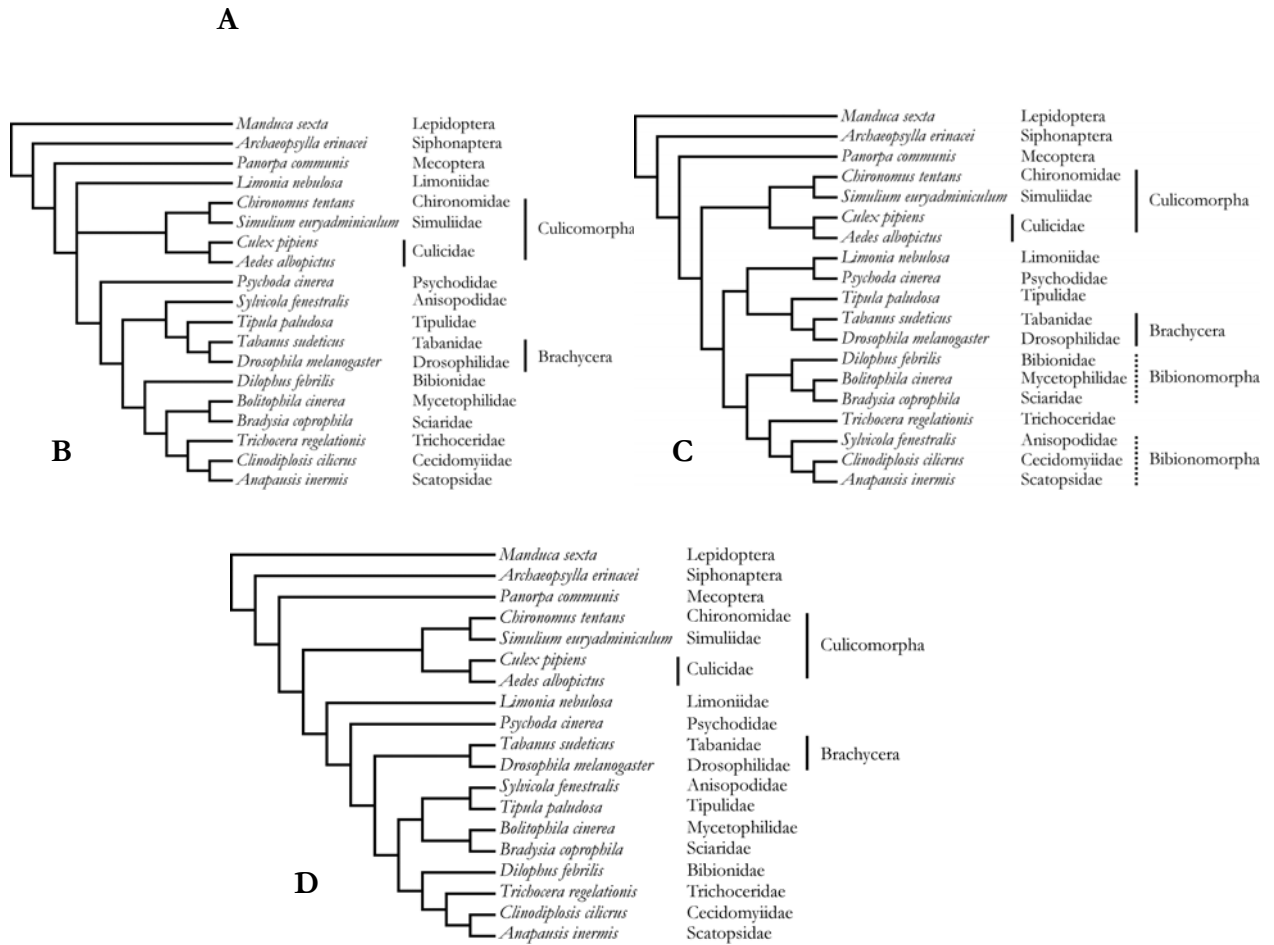 A
Manduca sexta Lepidoptera
Archaeopsylla erinacei Siphonaptera
Panorpa communis Mecoptera
Limonia nebulosa Limoniidae
Chironomus tentans Chironomidae
Simulium euryadminiculum Simuliidae
Culicomorpha
Culex pipiens
Culicidae
Aedes albopictus
Psychoda cinerea Psychodidae
Sylvicola fenestralis Anisopodidae
Tipula paludosa Tipulidae
Tabanus sudeticus Tabanidae
Brachycera
Drosophila melanogaster Drosophilidae
Dilophus febrilis Bibionidae
Bolitophila cinerea Mycetophilidae
Bradysia coprophila Sciaridae
Trichocera regelationis Trichoceridae
B
Clinodiplosis cilicrus Cecidomyiidae
Anapausis inermis Scatopsidae
Manduca sexta Lepidoptera
Archaeopsylla erinacei Siphonaptera
Panorpa communis Mecoptera
Chironomus tentans Chironomidae
Simulium euryadminiculum Simuliidae
Culicomorpha
Culex pipiens
Culicidae
Aedes albopictus
Limonia nebulosa Limoniidae
Psychoda cinerea Psychodidae
Tipula paludosa Tipulidae
Tabanus sudeticus Tabanidae
Brachycera
Drosophila melanogaster Drosophilidae
Dilophus febrilis Bibionidae
Bolitophila cinerea Mycetophilidae Bibionomorpha
Bradysia coprophila Sciaridae
Trichocera regelationis Trichoceridae
C
Sylvicola fenestralis Anisopodidae
Clinodiplosis cilicrus Cecidomyiidae Bibionomorpha
Anapausis inermis Scatopsidae
Manduca sexta Lepidoptera
Archaeopsylla erinacei Siphonaptera
Panorpa communis Mecoptera
Chironomus tentans Chironomidae
Simulium euryadminiculum Simuliidae
Culicomorpha
Culex pipiens
Culicidae
Aedes albopictus
Limonia nebulosa Limoniidae
Psychoda cinerea Psychodidae
Tabanus sudeticus Tabanidae
Brachycera
Drosophila melanogaster Drosophilidae
Sylvicola fenestralis Anisopodidae
Tipula paludosa Tipulidae
Bolitophila cinerea Mycetophilidae
Bradysia coprophila Sciaridae
Dilophus febrilis Bibionidae
D
Trichocera regelationis Trichoceridae
Clinodiplosis cilicrus Cecidomyiidae
Anapausis inermis Scatopsidae